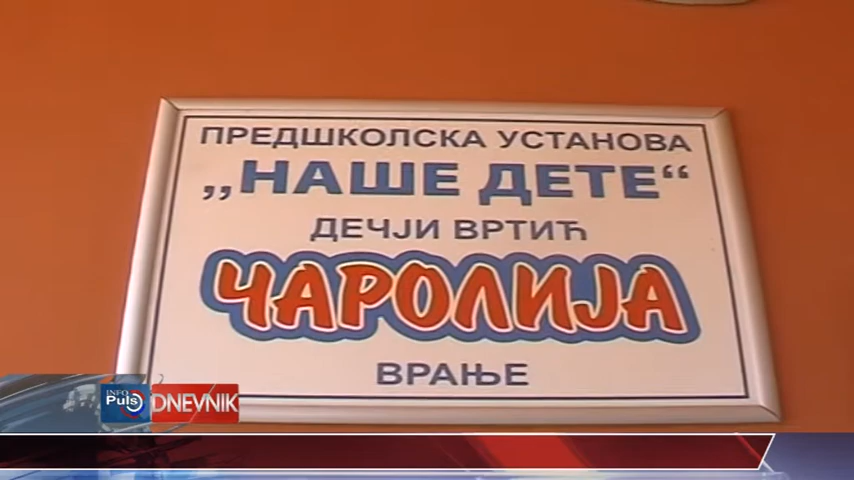 ПРЕДШКОЛСКА УСТАНОВА
„НАШЕ ДЕТЕ“
ДЕЧЈИ ВРТИЋ
ЧАРОЛИЈА
ВРАЊЕ
INFO
Puls
DNEVNIK